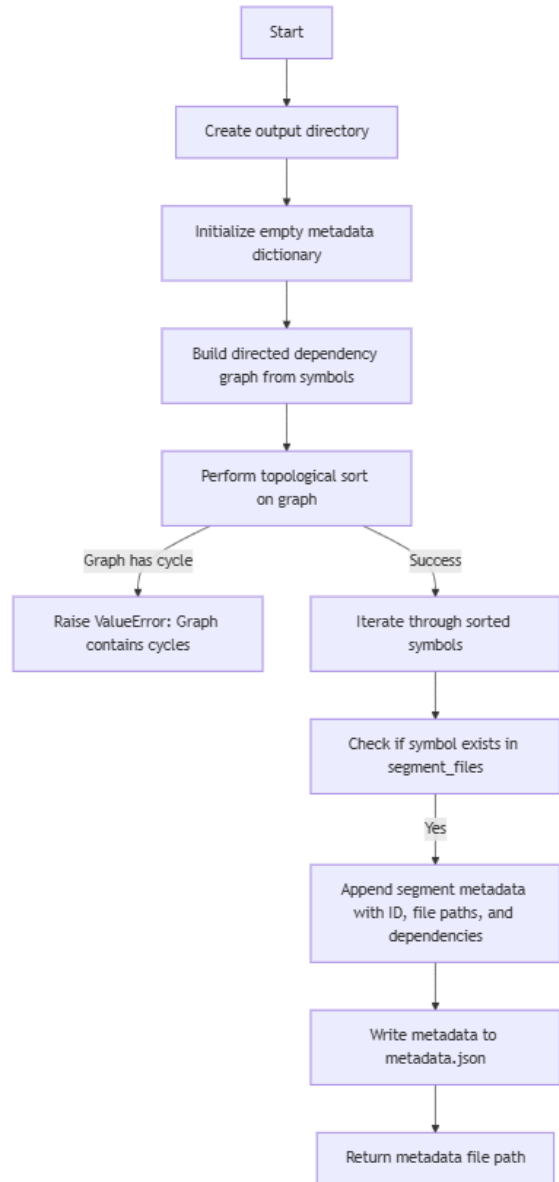 Start
Create output directory
Initialize empty metadata
dictionary
Build directed dependency
graph from symbols
Perform topological sort
on graph
Graph has cycle
Success
Raise ValueError: Graph
contains cycles
Iterate through sorted
symbols
Check if symbol exists in
segment_files
Yes
Append segment metadata
with ID, file paths, and
dependencies
Write metadata to
metadata.json
Return metadata file path